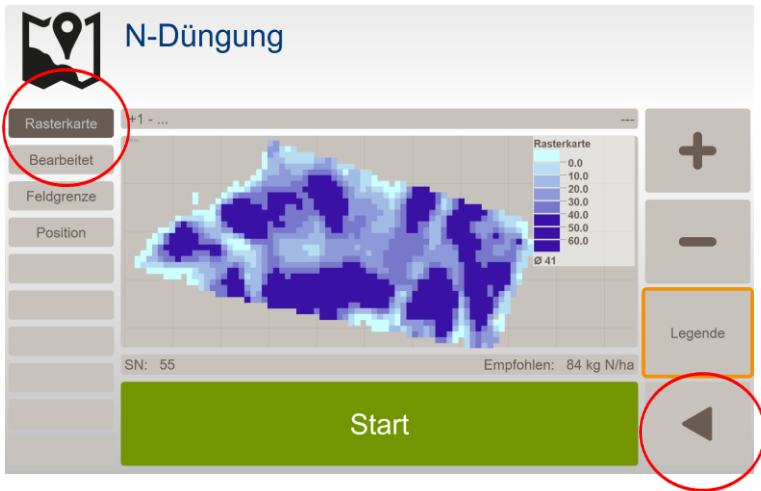 N-Düngung
Rasterkarte
Bearbeitet
Feldgrenze
Position
+1 - ... ---
---
Rasterkarte
0.0
10.0
20.0
30.0
40.0
50.0
60.0
Ø 41
SN: 55 Empfohlen: 84 kg N/ha
Start
Legende